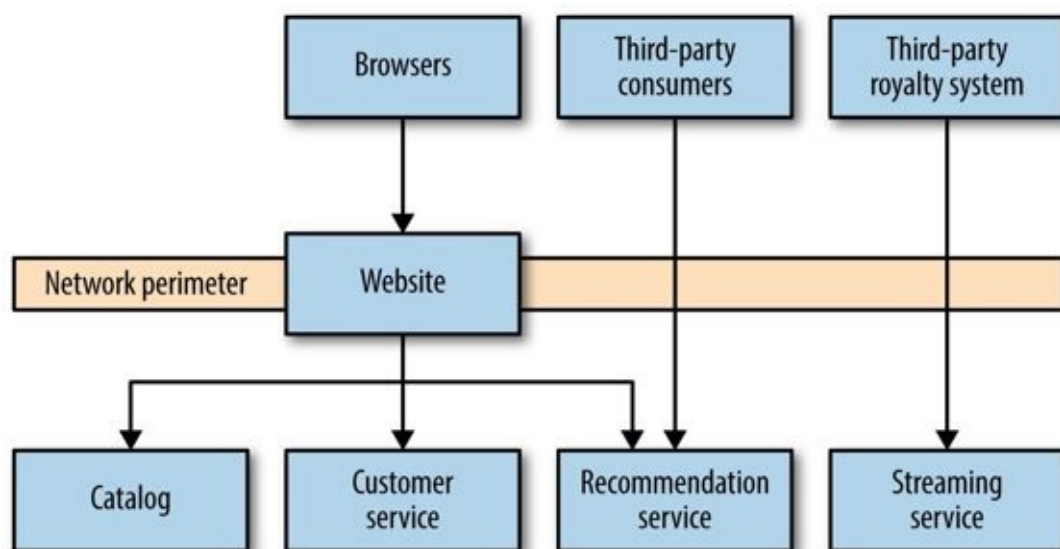 Browsers
Third-party
consumers
Third-party
royalty system
Network perimeter
Website
Catalog
Customer
service
Recommendation
service
Streaming
service